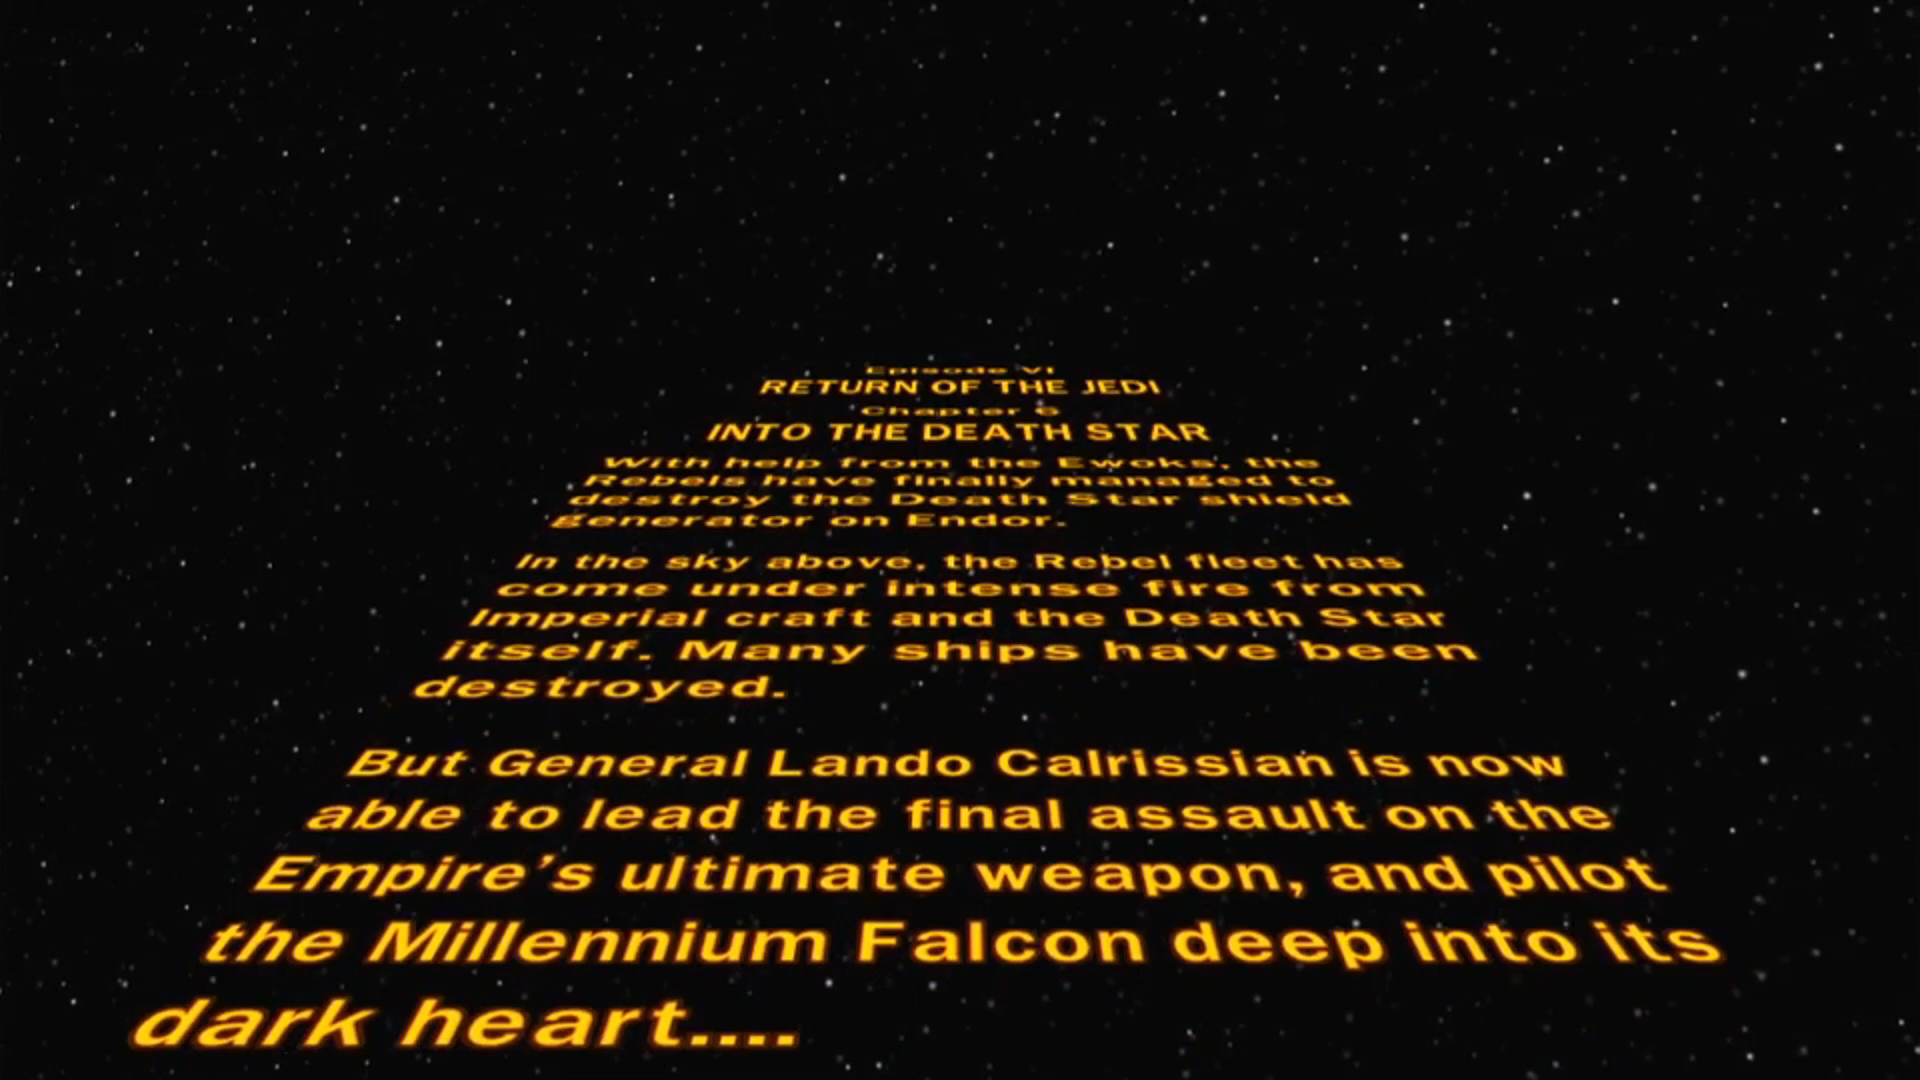 Episode VI
RETURN OF THE JEDI
Chapter 6
INTO THE DEATH STAR
With help from the Ewoks, the
Rebels have finally managed to
destroy the Death Star shield
generator on Endor.
In the sky above, the Rebel fleet has
come under intense fire from
Imperial craft and the Death Star
itself. Many ships have been
destroyed.
But General Lando Calrissian is now
able to lead the final assault on the
Empire’s ultimate weapon, and pilot
the Millennium Falcon deep into its
dark heart....